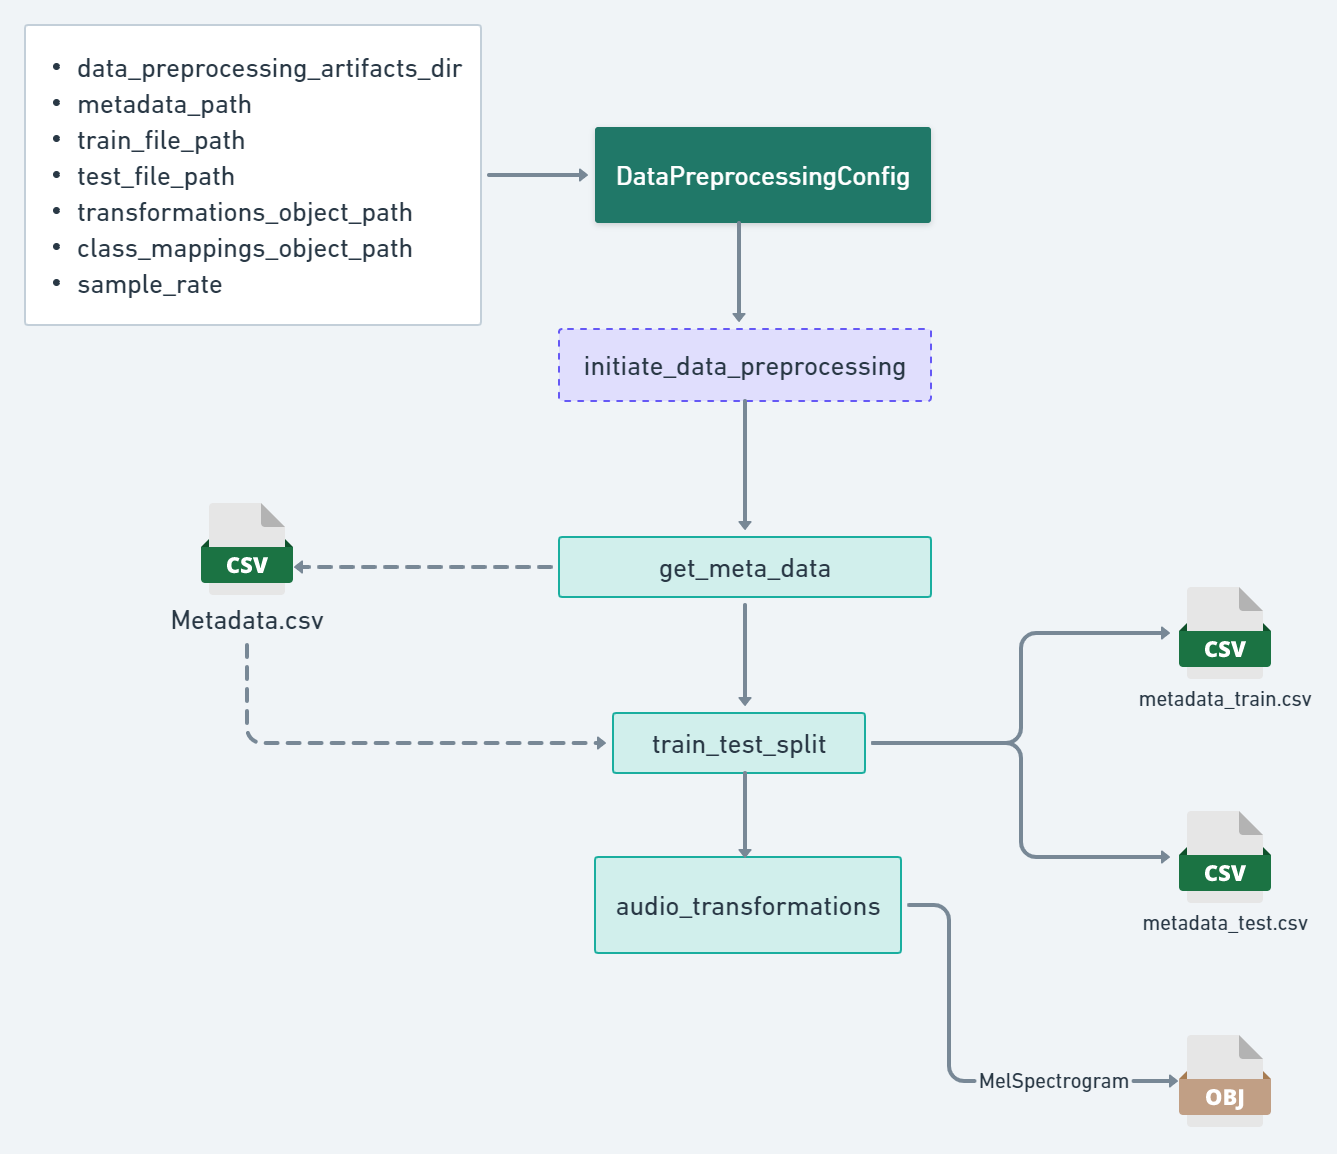 • data_preprocessing_artifacts_dir
• metadata_path
• train_file_path
• test_file_path
• transformations_object_path
• class_mappings_object_path
• sample_rate
DataPreprocessingConfig
initiate_data_preprocessing
get_meta_data
CSV
Metadata.csv
train_test_split
CSV
metadata_train.csv
CSV
metadata_test.csv
audio_transformations
MelSpectrogram
OBJ